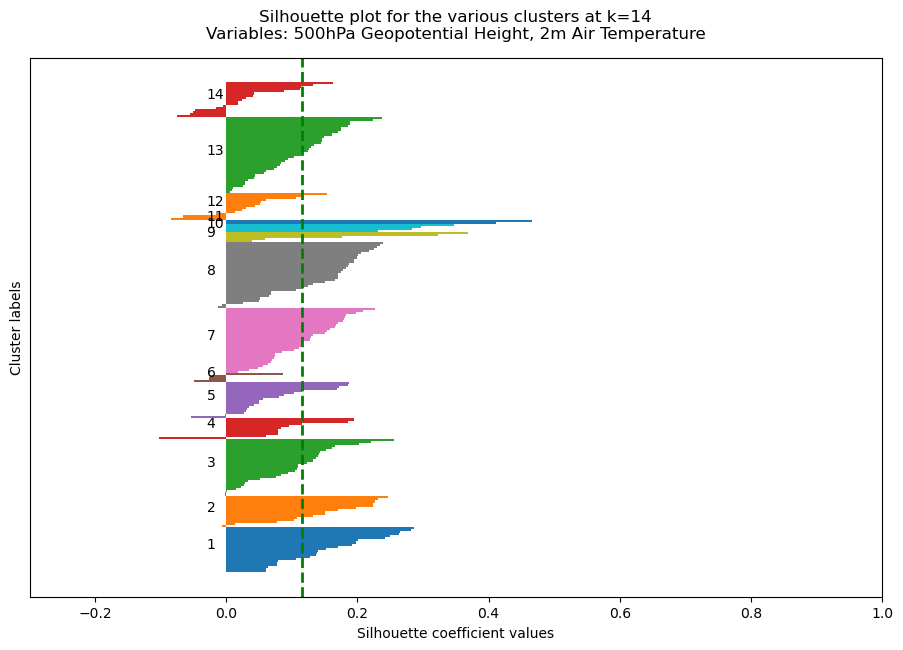 Silhouette plot for the various clusters at k=14
Variables: 500hPa Geopotential Height, 2m Air Temperature
14
13
12
11
10
9
8
7
6
5
4
3
2
1
Cluster labels
−0.2 0.0 0.2 0.4 0.6 0.8 1.0
Silhouette coefficient values